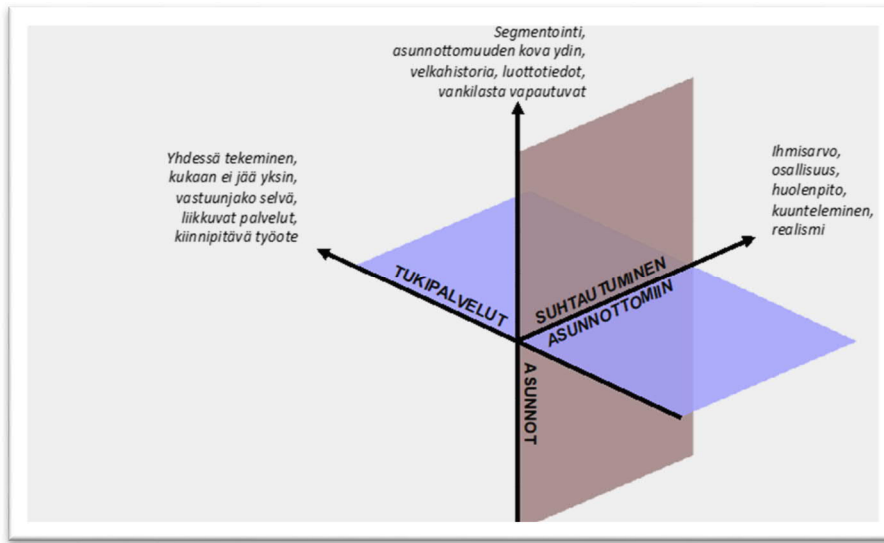 Segmentointi,
asunnottomuuden kova ydin,
velkahistoria, luottotiedot,
vankilasta vapautuvat
Yhdessä tekeminen,
kukaan ei jää yksin,
vastuunjako selvä,
liikkuvat palvelut,
kiinnipitävä työote
Ihmisarvo,
osallisuus,
huolenpito,
kuunteleminen,
realismi
TUKIPALVELUT
SUHTAUTUMINEN
ASUNNOTTOMIIN
ASUNNOT